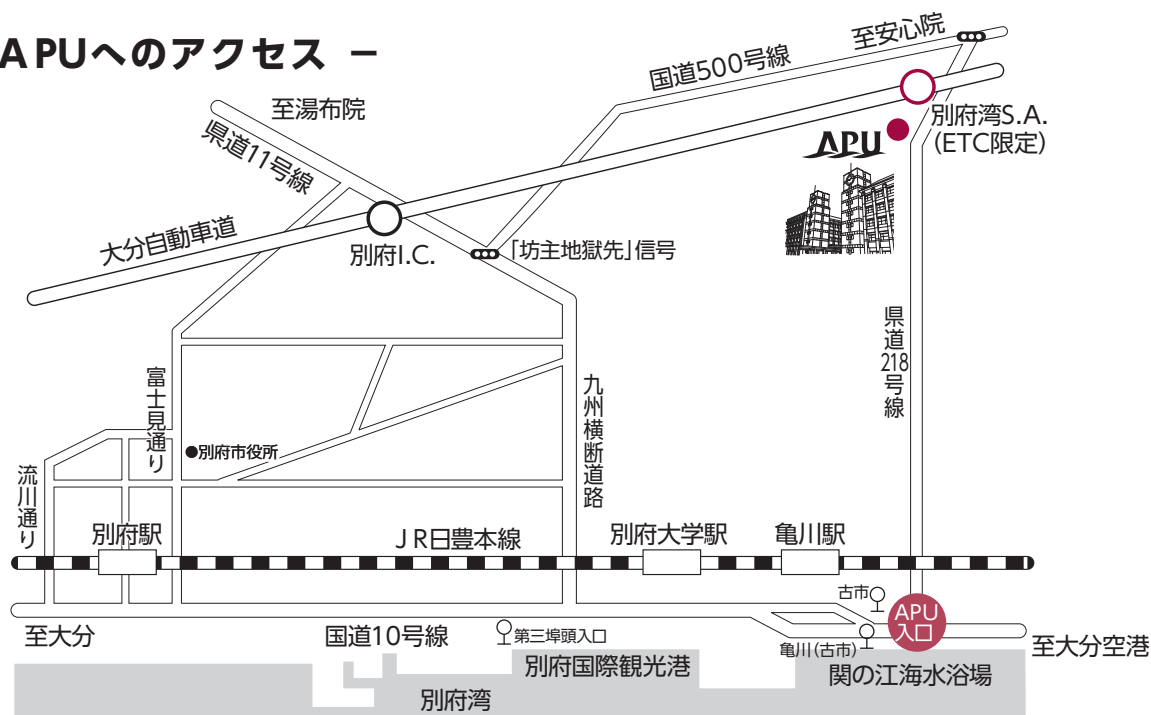 APUへのアクセス −
至安心院
国道500号線
至湯布院
別府湾S.A.
(ETC限定)
県道11号線
APU
大分自動車道
別府I.C.
「坊主地獄先」信号
県道218号線
富士見通り
九州横断道路
●別府市役所
流川通り
別府駅
JR日豊本線
別府大学駅
亀川駅
古市
APU
入口
至大分
国道10号線
第三埠頭入口
亀川(古市)
至大分空港
別府国際観光港
関の江海水浴場
別府湾